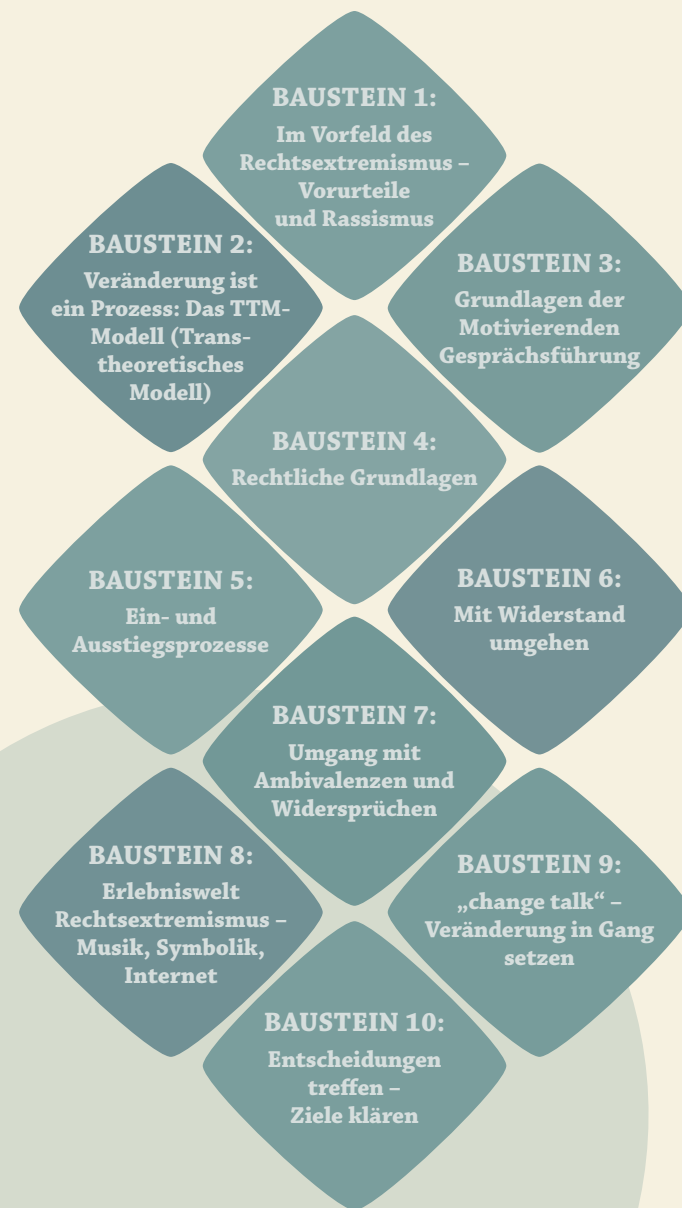 BAUSTEIN 1:
Im Vorfeld des
Rechtsextremismus –
Vorurteile
und Rassismus
BAUSTEIN 2:
Veränderung ist
ein Prozess: Das TTM-
Modell (Trans-
theoretisches
Modell)
BAUSTEIN 3:
Grundlagen der
Motivierenden
Gesprächsführung
BAUSTEIN 4:
Rechtliche Grundlagen
BAUSTEIN 5:
Ein- und
Ausstiegsprozesse
BAUSTEIN 6:
Mit Widerstand
umgehen
BAUSTEIN 7:
Umgang mit
Ambivalenzen und
Widersprüchen
BAUSTEIN 8:
Erlebniswelt
Rechtsextremismus –
Musik, Symbolik,
Internet
BAUSTEIN 9:
„change talk“ –
Veränderung in Gang
setzen
BAUSTEIN 10:
Entscheidungen
treffen –
Ziele klären